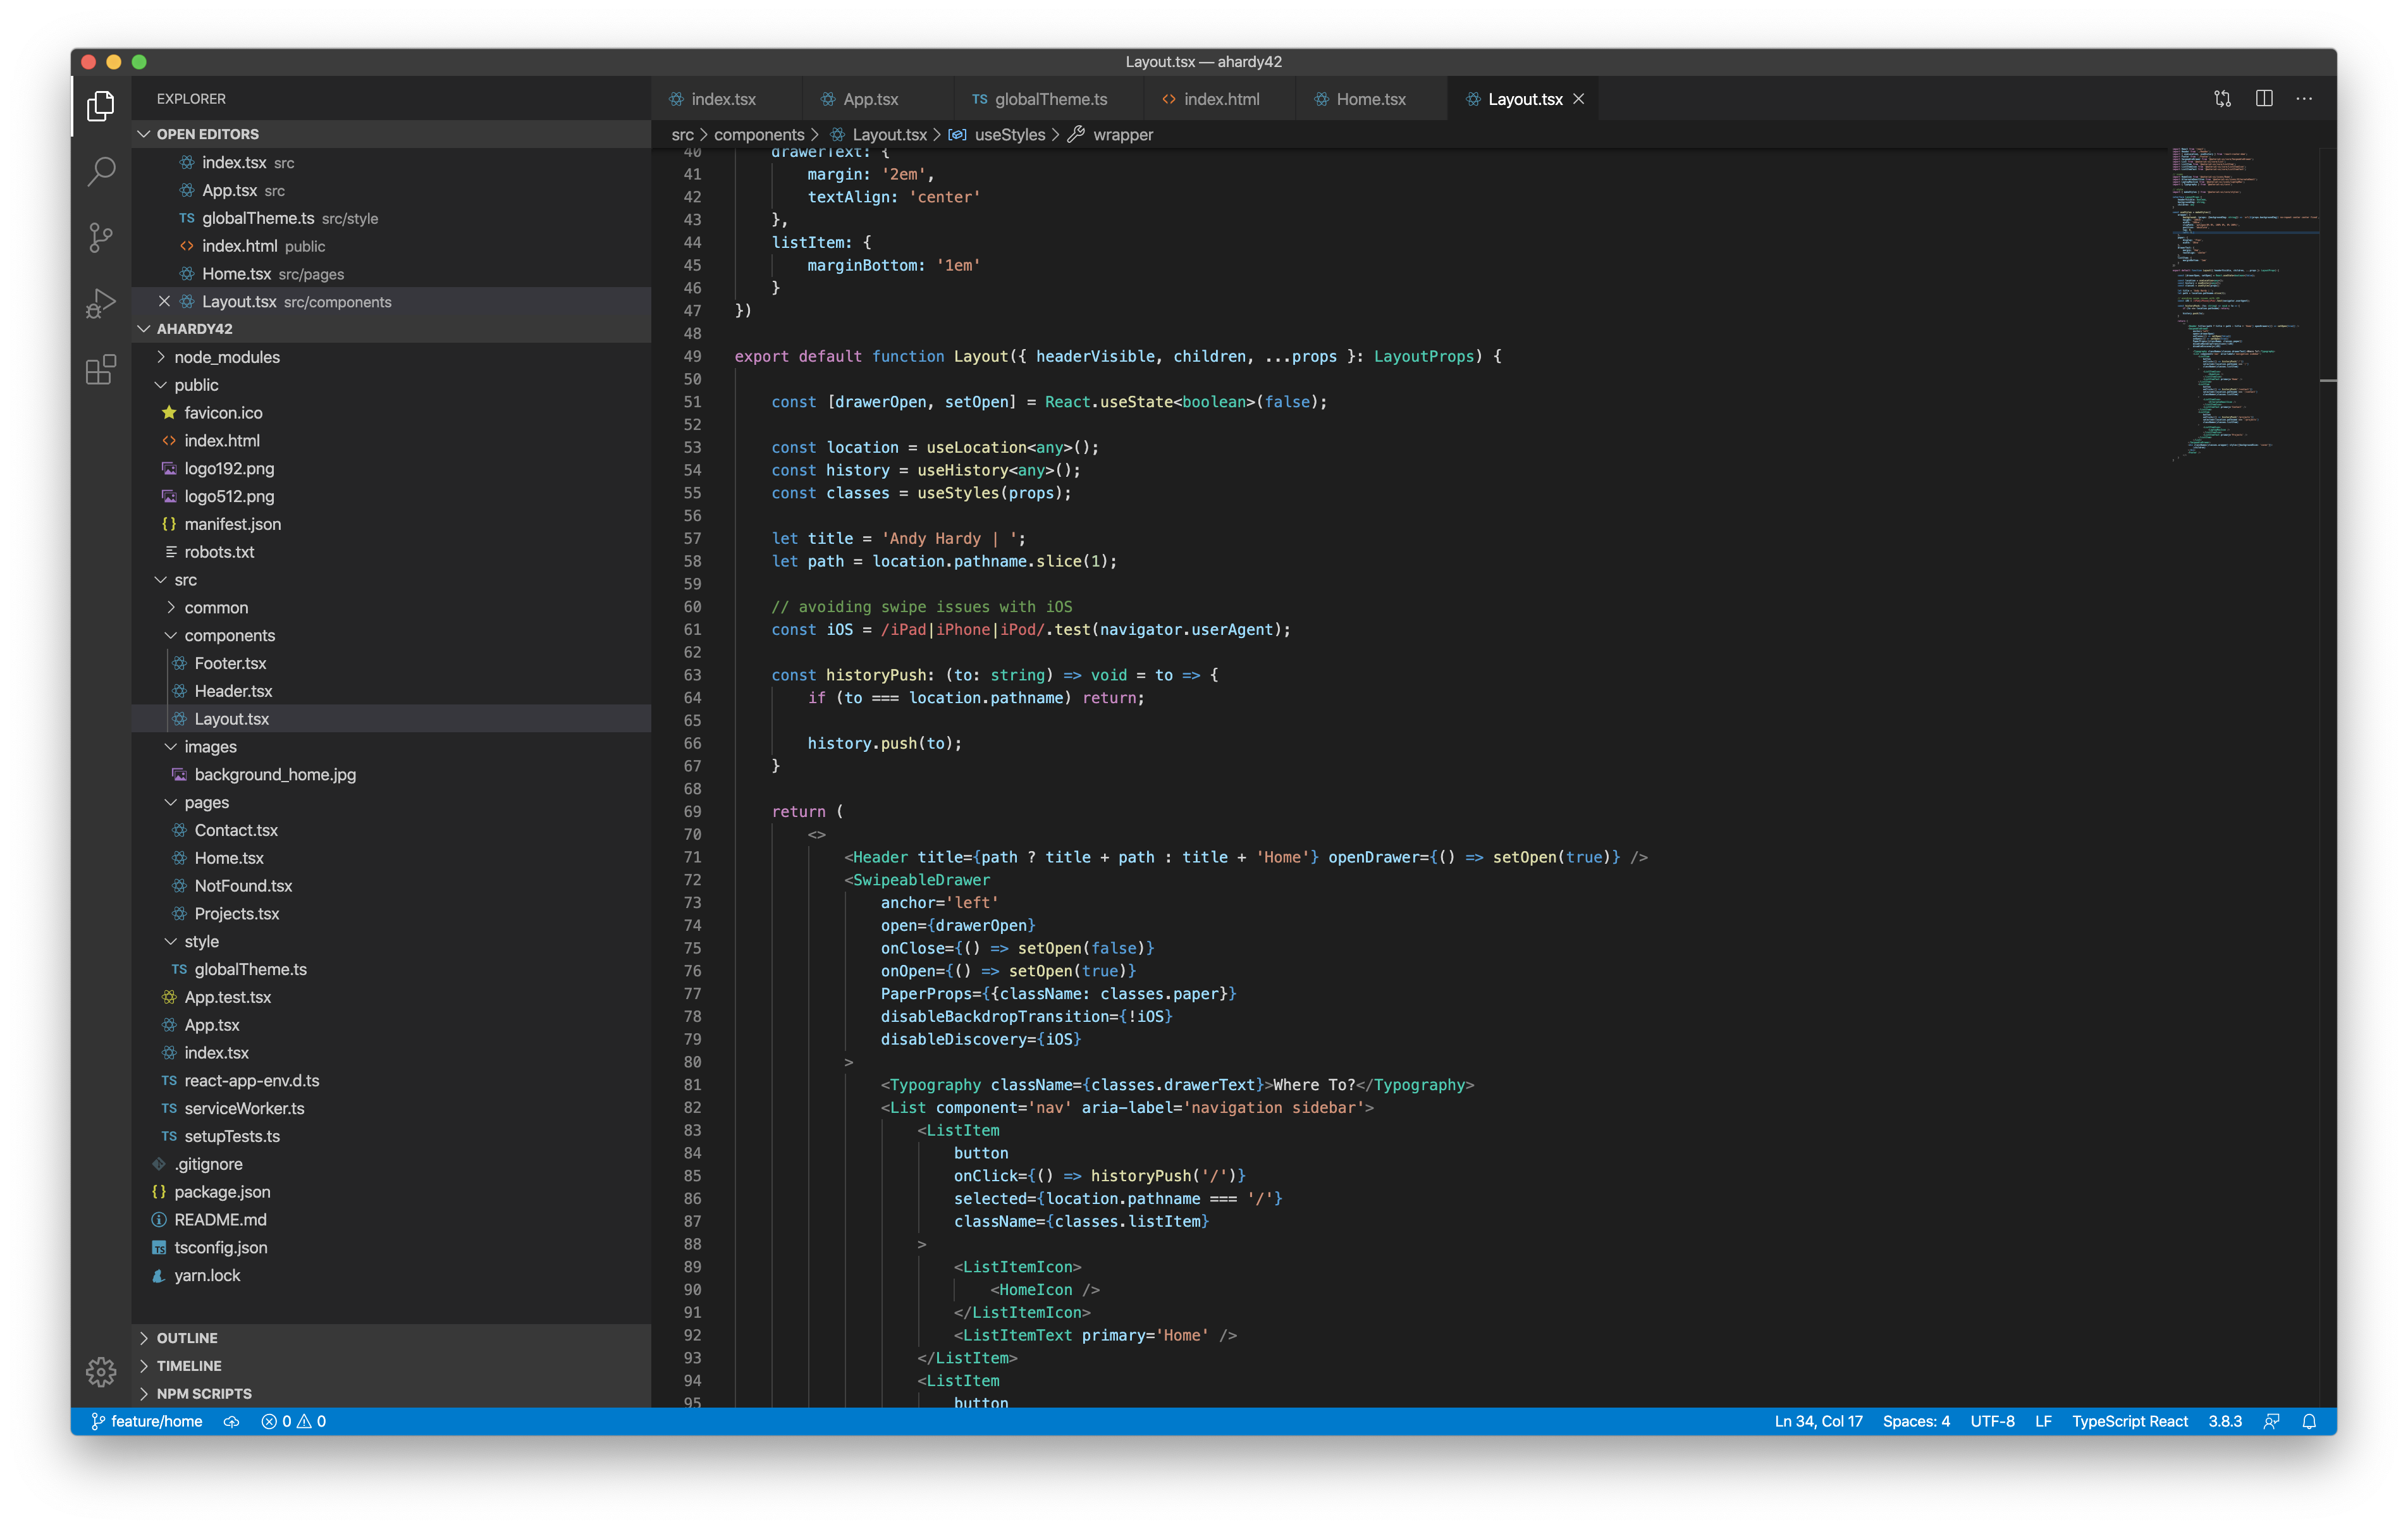 Layout.tsx — ahardy42
EXPLORER
OPEN EDITORS
index.tsx src
App.tsx src
TS globalTheme.ts src/style
<> index.html public
Home.tsx src/pages
Layout.tsx src/components
AHARDY42
node_modules
public
favicon.ico
<> index.html
logo192.png
logo512.png
{} manifest.json
robots.txt
src
common
components
Footer.tsx
Header.tsx
Layout.tsx
images
background_home.jpg
pages
Contact.tsx
Home.tsx
NotFound.tsx
Projects.tsx
style
TS globalTheme.ts
App.test.tsx
App.tsx
index.tsx
TS react-app-env.d.ts
TS serviceWorker.ts
TS setupTests.ts
.gitignore
{} package.json
README.md
TS tsconfig.json
yarn.lock
OUTLINE
TIMELINE
NPM SCRIPTS
index.tsx App.tsx TS globalTheme.ts <> index.html Home.tsx Layout.tsx
src > components > Layout.tsx > useStyles > wrapper
40 drawerText: {
41 margin: '2em',
42 textAlign: 'center'
43 },
44 listItem: {
45 marginBottom: '1em'
46 }
47 })
48
49 export default function Layout({ headerVisible, children, ...props }: LayoutProps) {
50
51 const [drawerOpen, setOpen] = React.useState<boolean>(false);
52
53 const location = useLocation<any>();
54 const history = useHistory<any>();
55 const classes = useStyles(props);
56
57 let title = 'Andy Hardy | ';
58 let path = location.pathname.slice(1);
59
60 // avoiding swipe issues with iOS
61 const iOS = /iPad|iPhone|iPod/.test(navigator.userAgent);
62
63 const historyPush: (to: string) => void = to => {
64 if (to === location.pathname) return;
65
66 history.push(to);
67 }
68
69 return (
70 <>
71 <Header title={path ? title + path : title + 'Home'} openDrawer={() => setOpen(true)} />
72 <SwipeableDrawer
73 anchor='left'
74 open={drawerOpen}
75 onClose={() => setOpen(false)}
76 onOpen={() => setOpen(true)}
77 PaperProps={{className: classes.paper}}
78 disableBackdropTransition={!iOS}
79 disableDiscovery={iOS}
80 >
81 <Typography className={classes.drawerText}>Where To?</Typography>
82 <List component='nav' aria-label='navigation sidebar'>
83 <ListItem
84 button
85 onClick={() => historyPush('/')}
86 selected={location.pathname === '/'}
87 className={classes.listItem}
88 >
89 <ListItemIcon>
90 <HomeIcon />
91 </ListItemIcon>
92 <ListItemText primary='Home' />
93 </ListItem>
94 <ListItem
95 button
feature/home 0 0 Ln 34, Col 17 Spaces: 4 UTF-8 LF TypeScript React 3.8.3